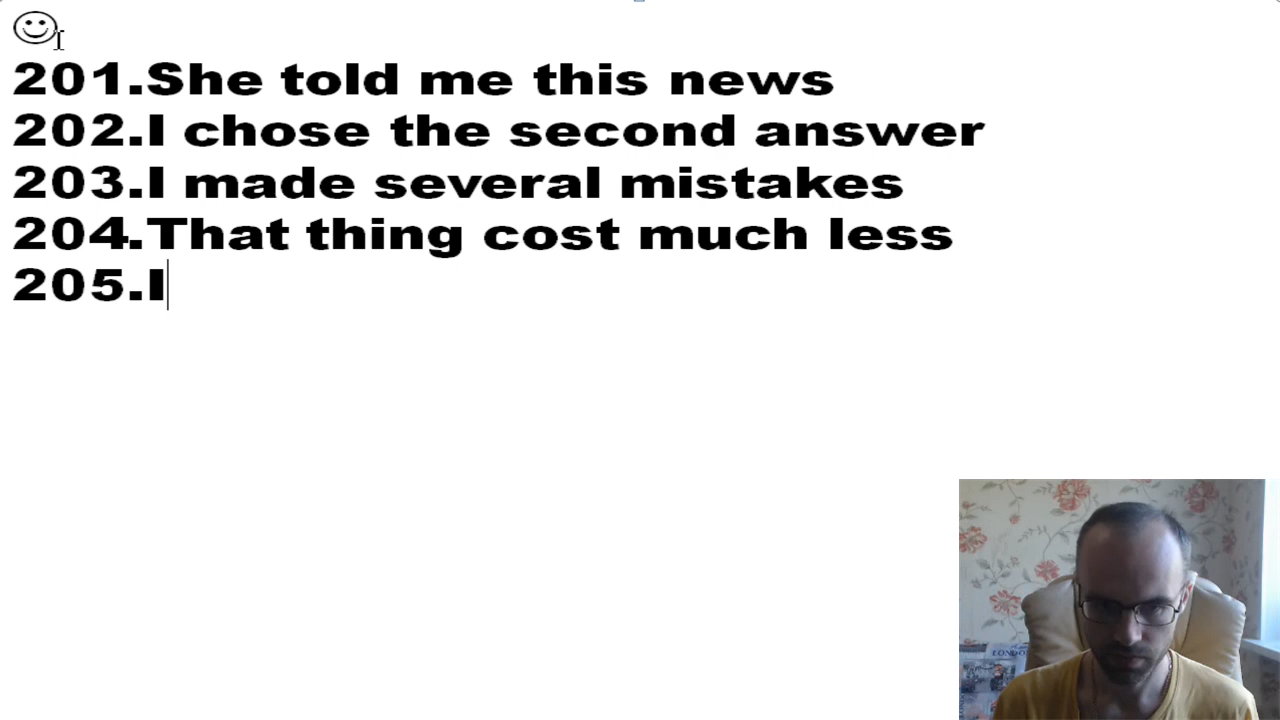 201.She told me this news
202.I chose the second answer
203.I made several mistakes
204.That thing cost much less
205.I
LONDO